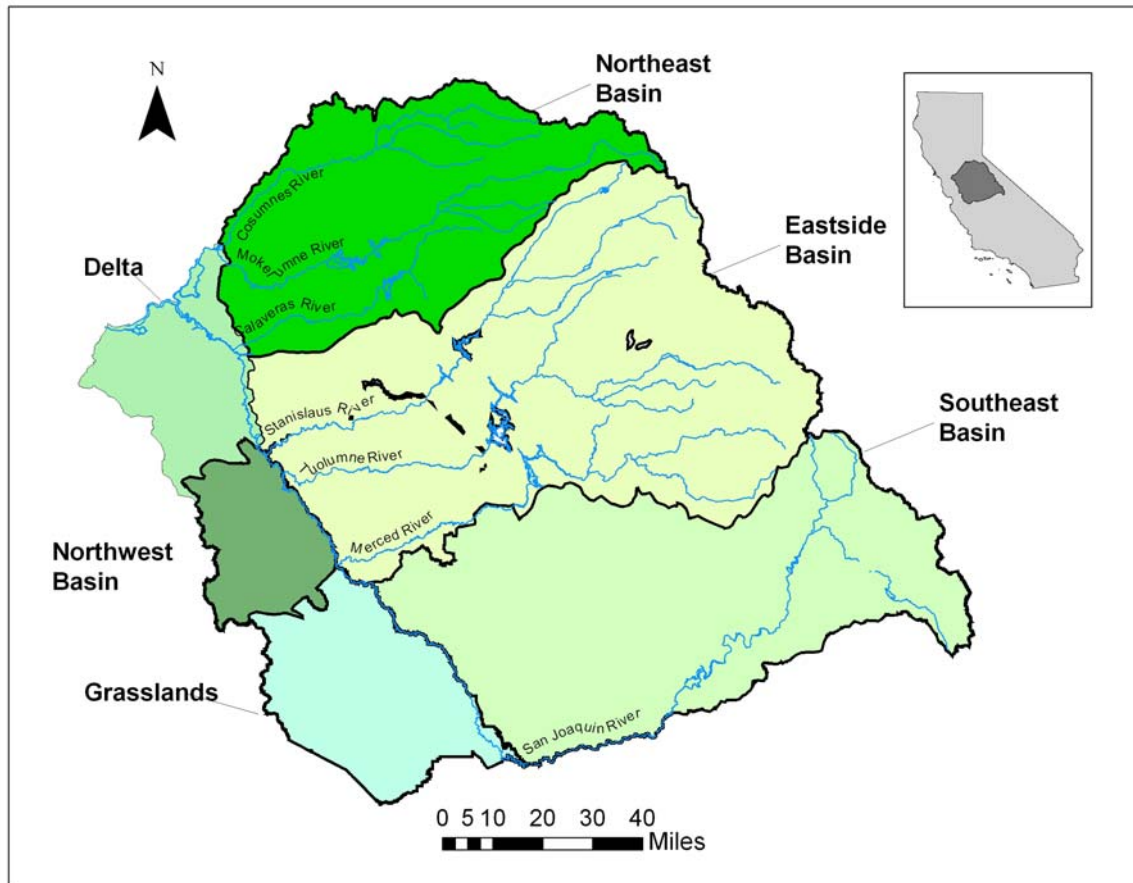 N
Northeast
Basin
Cosumnes River
Mokelumne River
Delta
Calaveras River
Eastside
Basin
Stanislaus River
Tuolumne River
Southeast
Basin
Merced River
Northwest
Basin
Grasslands
San Joaquin River
0 5 10 20 30 40
Miles